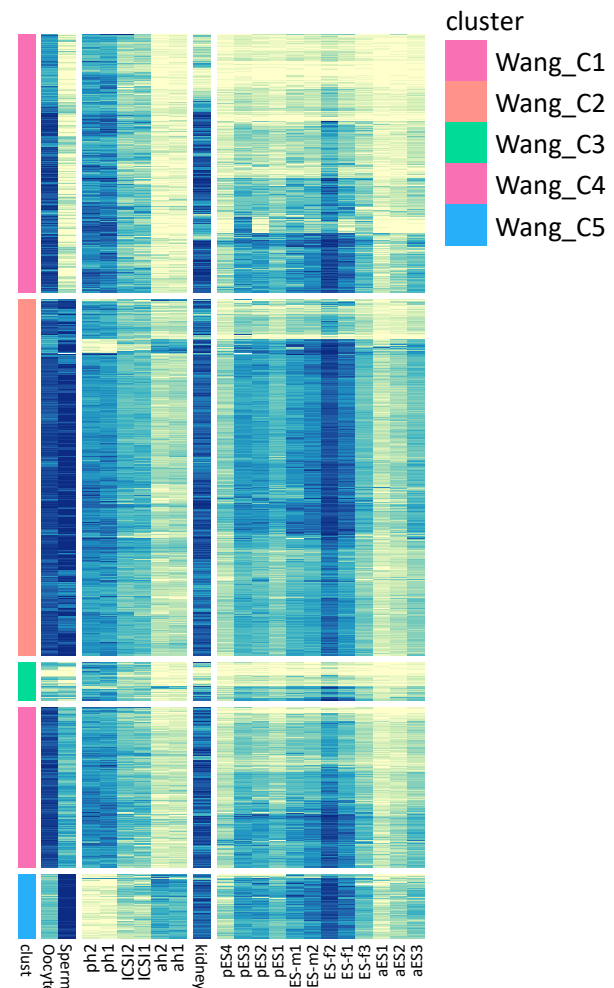 cluster
Wang_C1
Wang_C2
Wang_C3
Wang_C4
Wang_C5
clust
Oocyte
Sperm
ph2
ph1
ICSI2
ICSI1
ah2
ah1
kidney
pES4
pES3
pES2
pES1
ES-m1
ES-m2
ES-f2
ES-f1
ES-f3
aES1
aES2
aES3